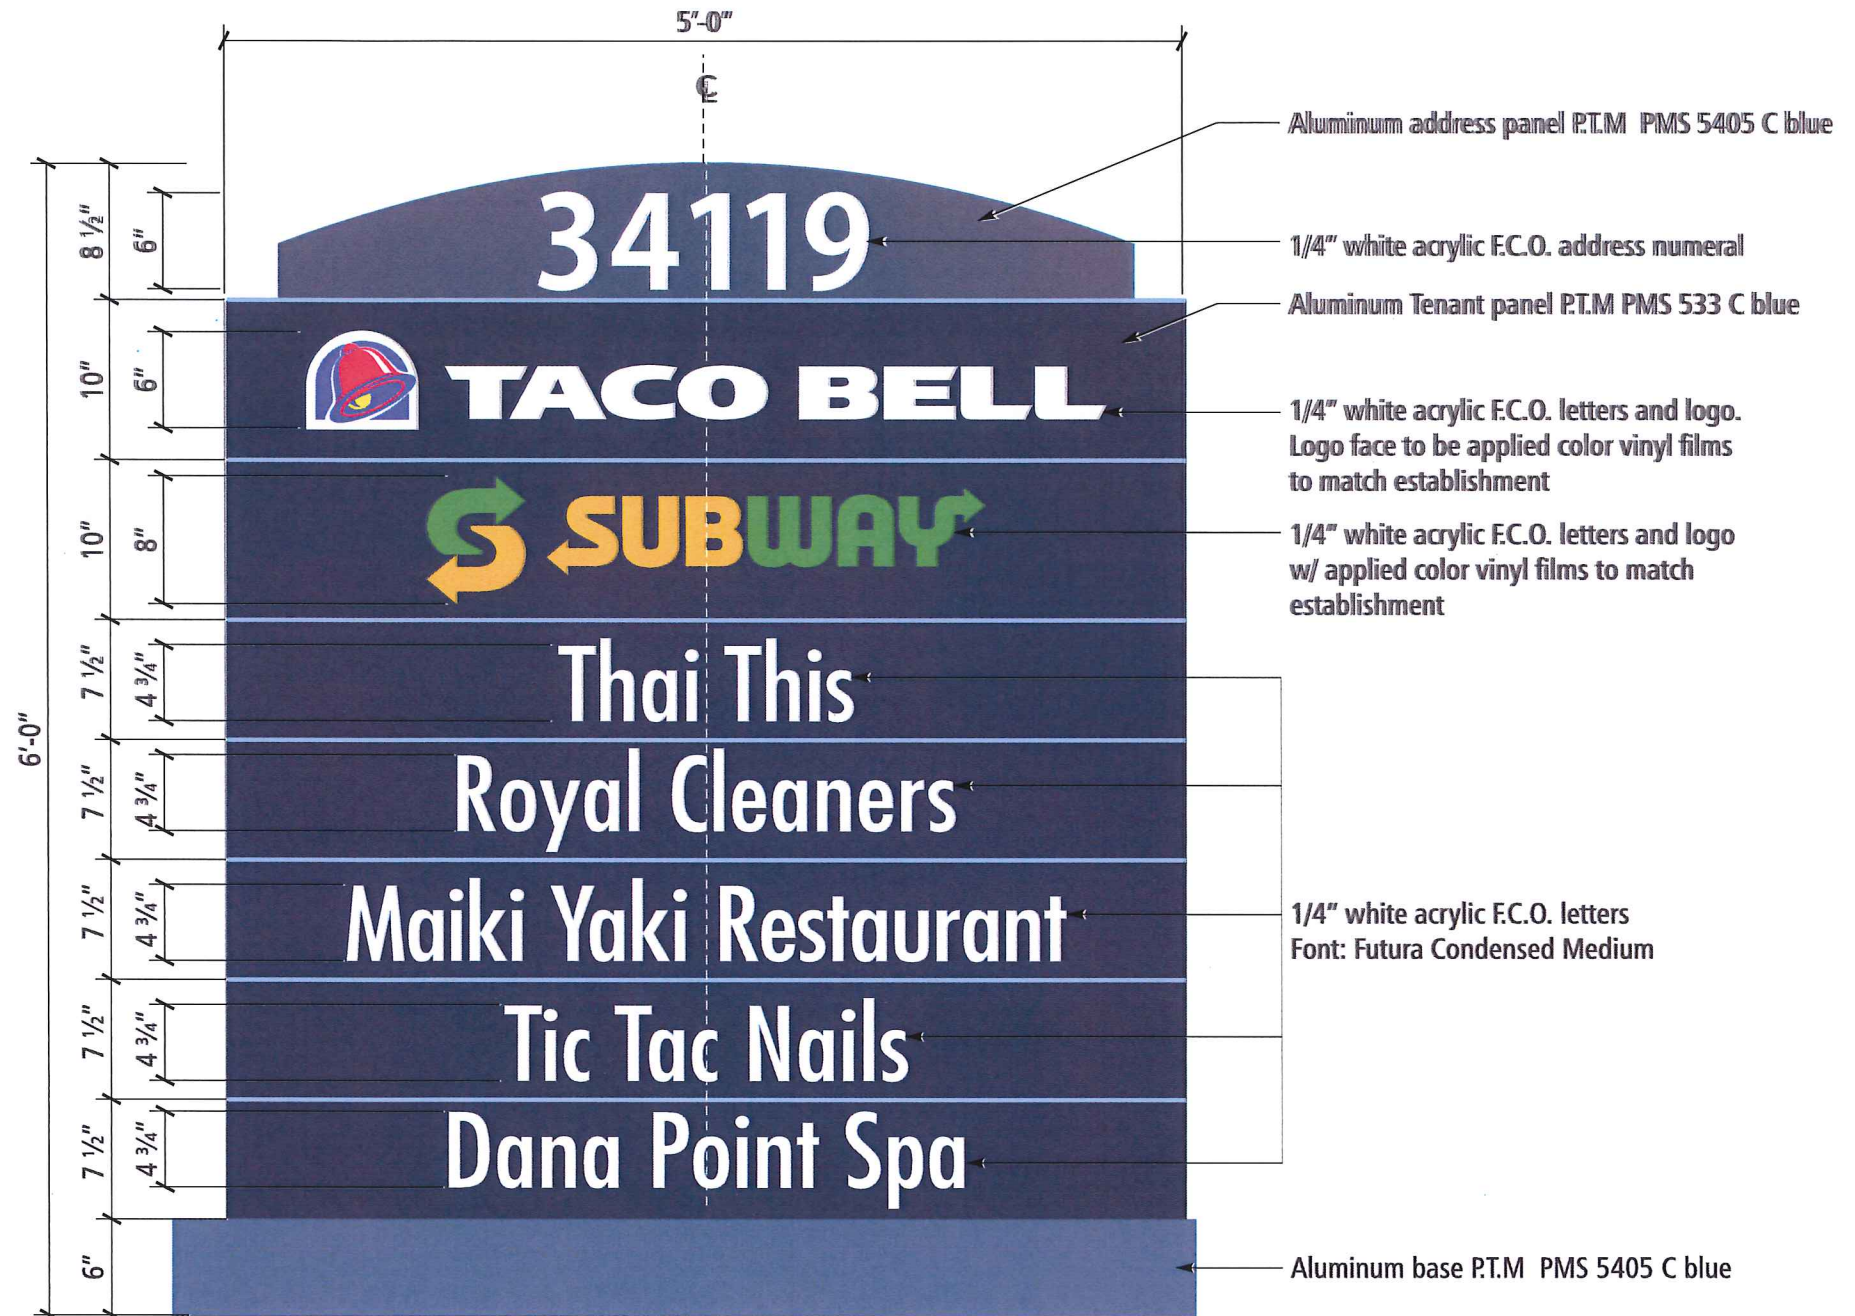 5'-0"
℄
Aluminum address panel P.T.M PMS 5405 C blue
8 ½"
6"
34119
1/4" white acrylic F.C.O. address numeral
Aluminum Tenant panel P.T.M PMS 533 C blue
10"
6"
TACO BELL
1/4" white acrylic F.C.O. letters and logo.
Logo face to be applied color vinyl films
to match establishment
10"
8"
SUBWAY
1/4" white acrylic F.C.O. letters and logo
w/ applied color vinyl films to match
establishment
7 ½"
4 ¾"
Thai This
6'-0"
7 ½"
4 ¾"
Royal Cleaners
7 ½"
4 ¾"
Maiki Yaki Restaurant
1/4" white acrylic F.C.O. letters
Font: Futura Condensed Medium
7 ½"
4 ¾"
Tic Tac Nails
7 ½"
4 ¾"
Dana Point Spa
6"
Aluminum base P.T.M PMS 5405 C blue